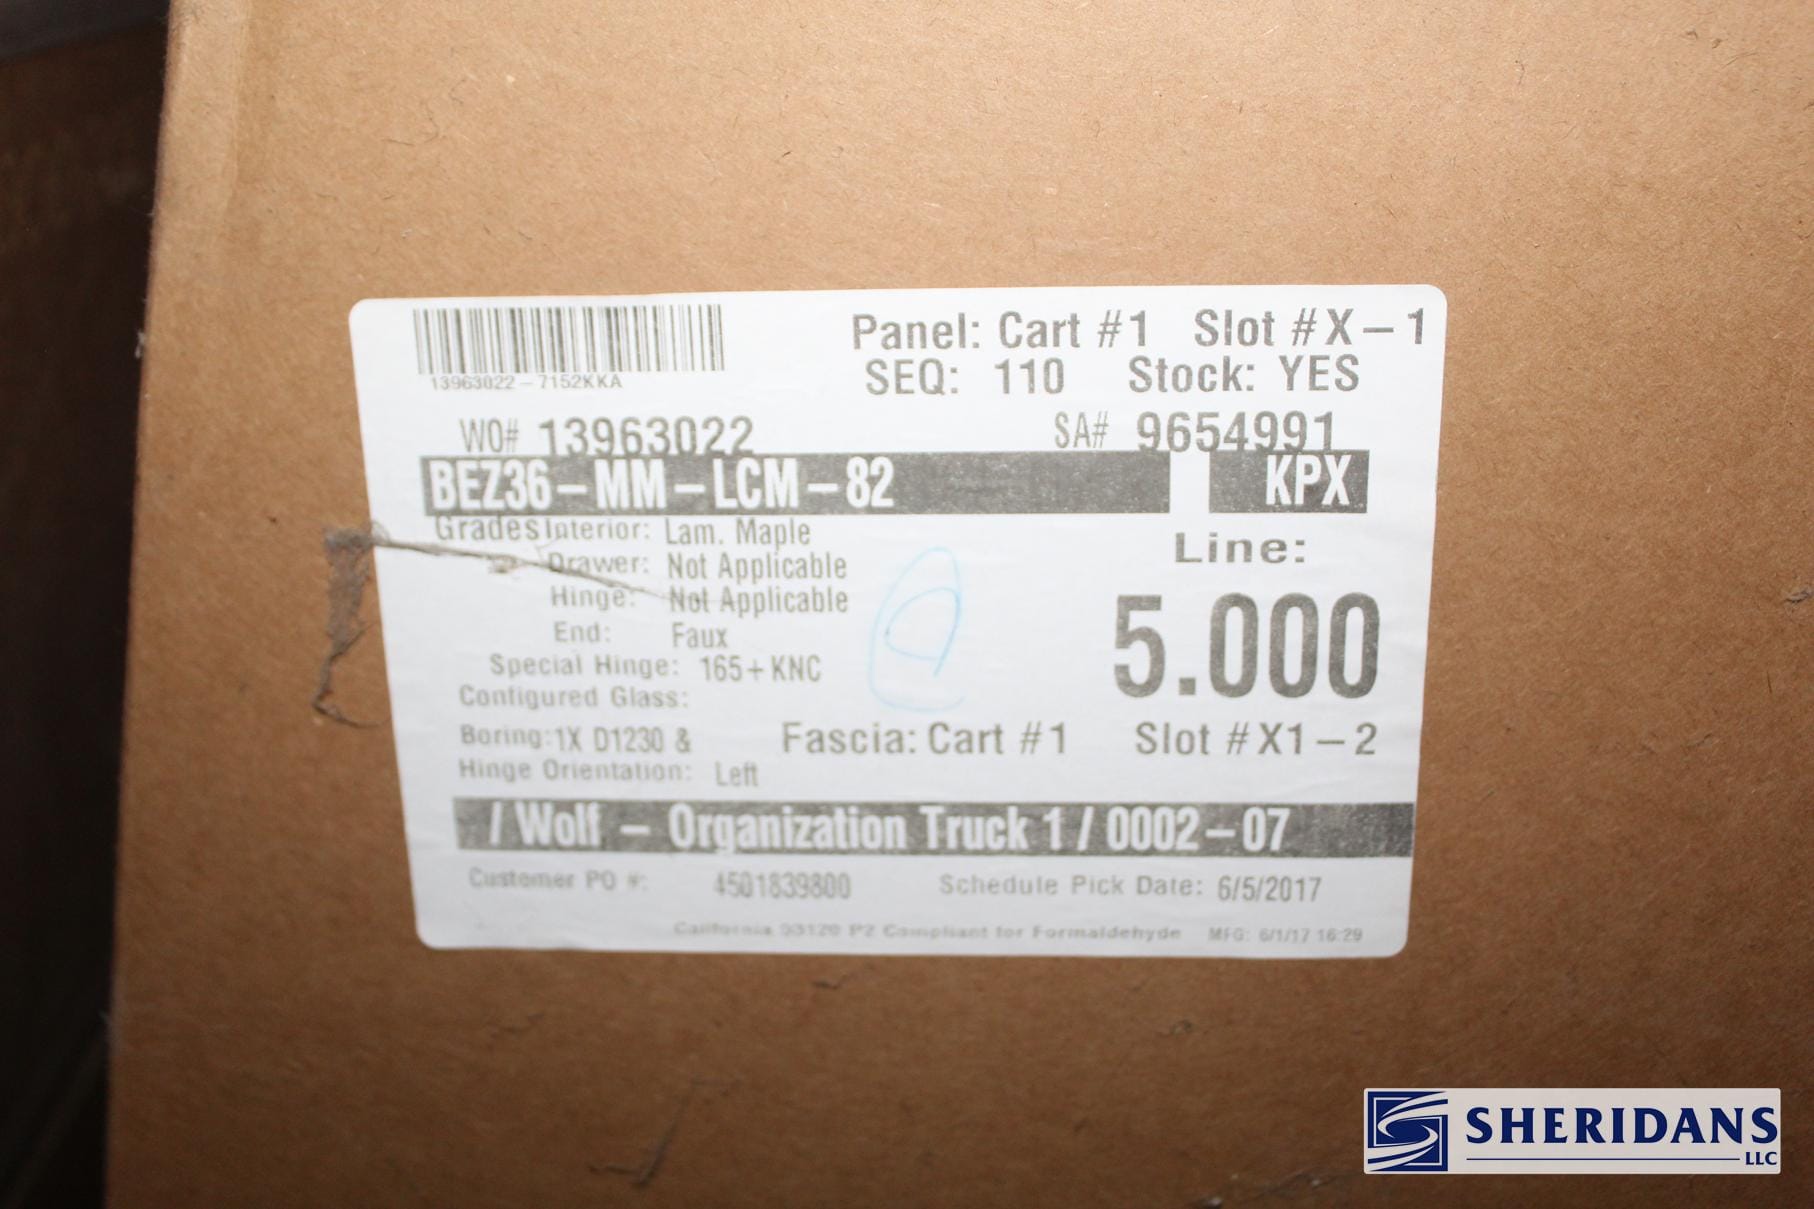 Panel: Cart #1 Slot #X-1
13963022-7152KKA
SEQ: 110 Stock: YES
WO# 13963022 SA# 9654991
BEZ36-MM-LCM-82 KPX
Grades Interior: Lam. Maple
Drawer: Not Applicable
Hinge: Not Applicable
End: Faux
Special Hinge: 165+KNC
Configured Glass:
Line:
5.000
Boring:1X D1230 & Fascia: Cart #1 Slot #X1-2
Hinge Orientation: Left
/ Wolf - Organization Truck 1 / 0002-07
Customer PO #: 4501839800 Schedule Pick Date: 6/5/2017
California 93120 P2 Compliant for Formaldehyde MFG: 6/1/17 16:29
SHERIDANS
LLC